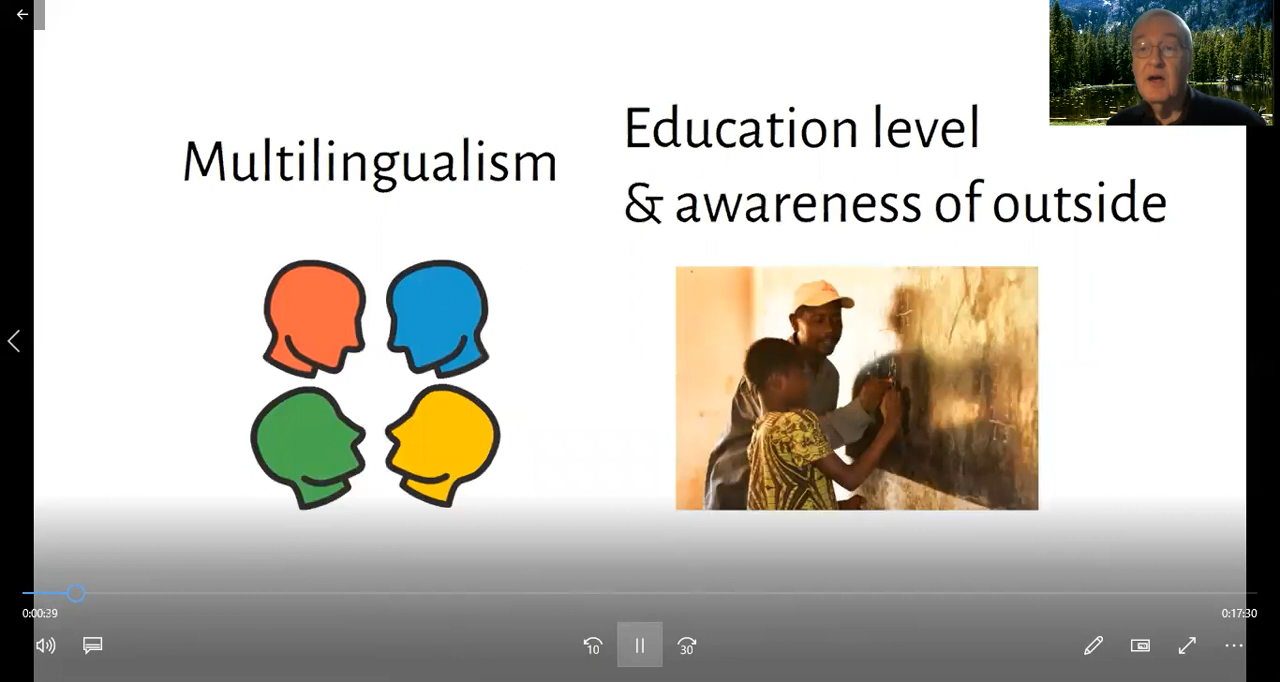 Multilingualism
Education level
& awareness of outside
0:00:39
0:17:30
10
30